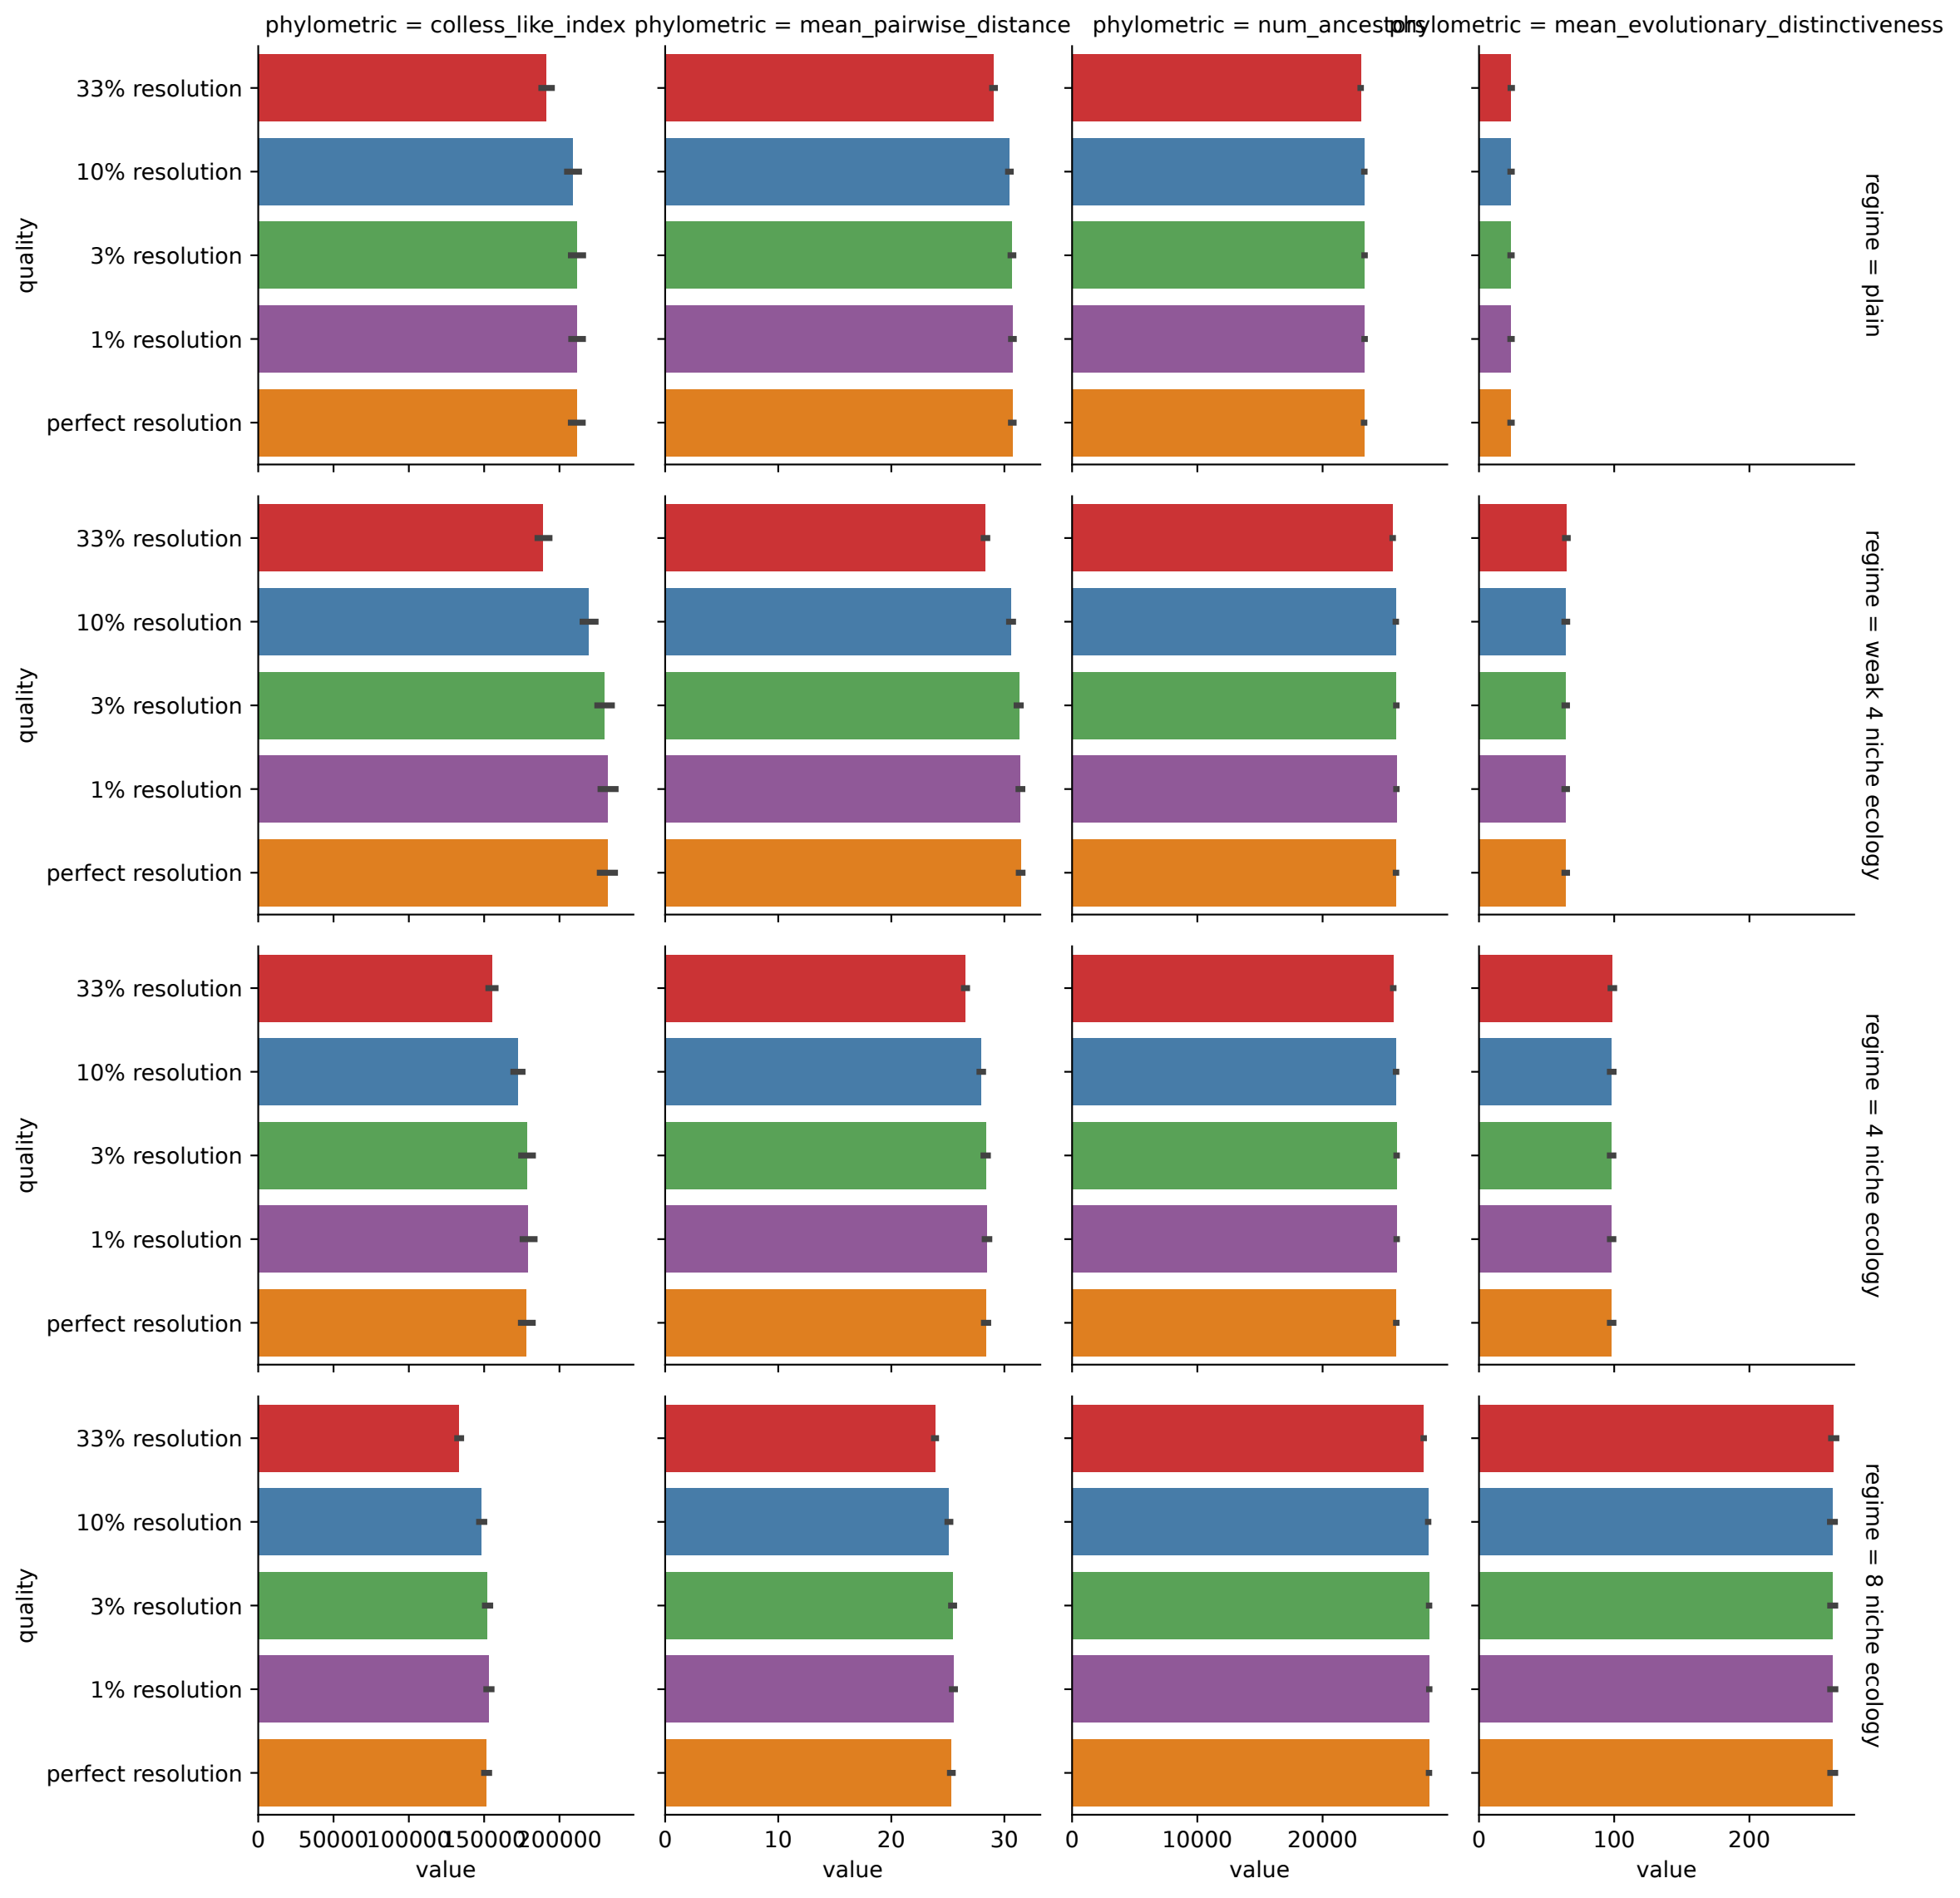 phylometric = colless_like_index
phylometric = mean_pairwise_distance
phylometric = num_ancestors
phylometric = mean_evolutionary_distinctiveness
quality
33% resolution
10% resolution
3% resolution
1% resolution
perfect resolution
regime = plain
quality
33% resolution
10% resolution
3% resolution
1% resolution
perfect resolution
regime = weak 4 niche ecology
quality
33% resolution
10% resolution
3% resolution
1% resolution
perfect resolution
regime = 4 niche ecology
quality
33% resolution
10% resolution
3% resolution
1% resolution
perfect resolution
regime = 8 niche ecology
0 50000 100000 150000 200000
0 10 20 30
0 10000 20000
0 100 200
value
value
value
value